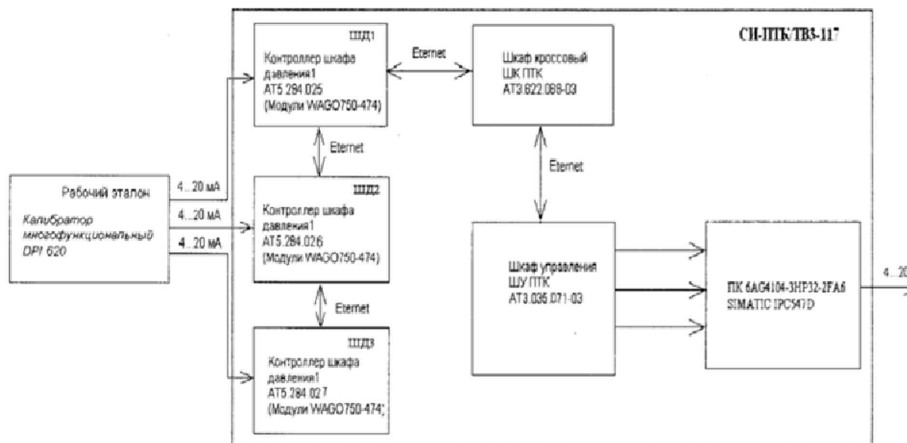 СИ-ПТК/ТВ3-117
ШД1
Контроллер шкафа
давления1
АТ5.284.025
(Модули WAGO750-474)
Eternet
Шкаф кроссовый
ШК ПТК
АТ3.622.088-03
Eternet
Eternet
Рабочий эталон
Калибратор
многофункциональный
DPI 620
4...20 мА
4...20 мА
4...20 мА
ШД2
Контроллер шкафа
давления1
АТ5.284.026
(Модули WAGO750-474)
Eternet
Шкаф управления
ШУ ПТК
АТ3.035.071-03
ПК 6AG4104-3HP32-2FA6
SIMATIC IPC547D
4...20
ШД3
Контроллер шкафа
давления1
АТ5.284.027
(Модули WAGO750-474)